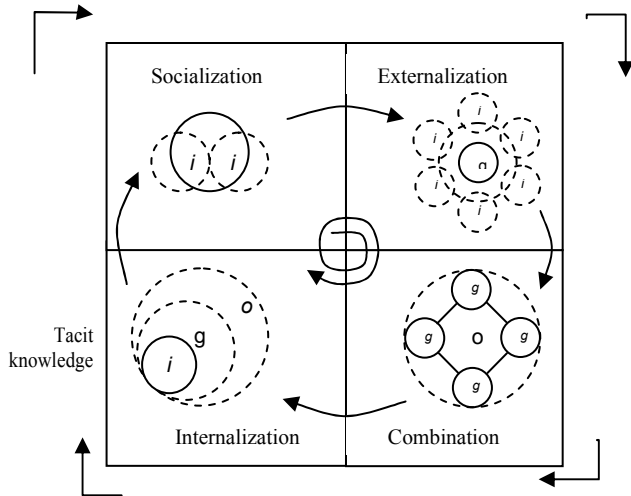 Socialization
Externalization
i i
i
i i
i i
i
Tacit
knowledge
o
g
i
g
g o g
g
Internalization
Combination